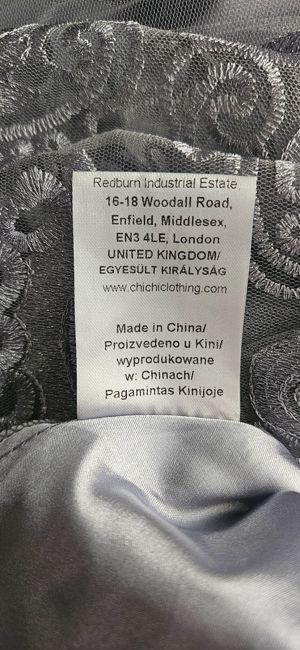 Redburn Industrial Estate,
16-18 Woodall Road,
Enfield, Middlesex,
EN3 4LE, London
UNITED KINGDOM/
EGYESÜLT KIRÁLYSÁG
www.chichiclothing.com
Made in China/
Proizvedeno u Kini/
wyprodukowane
w: Chinach/
Pagamintas Kinijoje